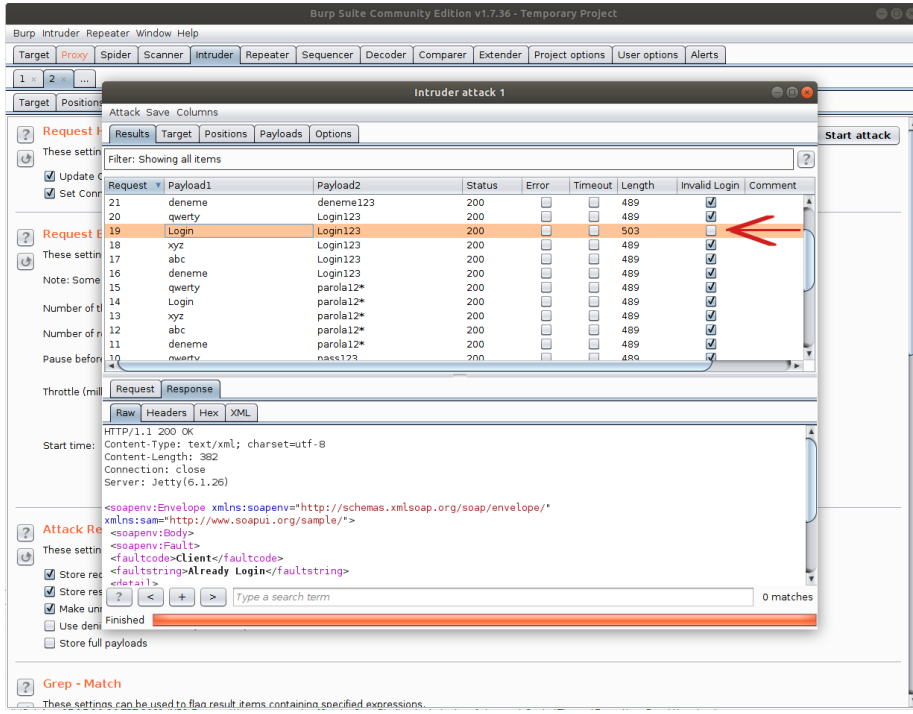 Burp Suite Community Edition v1.7.36 - Temporary Project
Burp Intruder Repeater Window Help
Target Proxy Spider Scanner Intruder Repeater Sequencer Decoder Comparer Extender Project options User options Alerts
1 × 2 × ...
Target Positions
Intruder attack 1
Attack Save Columns
Results Target Positions Payloads Options
Filter: Showing all items ?
Request Payload1 Payload2 Status Error Timeout Length Invalid Login Comment
21 deneme deneme123 200 489
20 qwerty Login123 200 489
19 Login Login123 200 503
18 xyz Login123 200 489
17 abc Login123 200 489
16 deneme Login123 200 489
15 qwerty parola12* 200 489
14 Login parola12* 200 489
13 xyz parola12* 200 489
12 abc parola12* 200 489
11 deneme parola12* 200 489
10 qwerty pass123 200 489
Request Response
Raw Headers Hex XML
HTTP/1.1 200 OK
Content-Type: text/xml; charset=utf-8
Content-Length: 382
Connection: close
Server: Jetty(6.1.26)
<soapenv:Envelope xmlns:soapenv="http://schemas.xmlsoap.org/soap/envelope/"
xmlns:sam="http://www.soapui.org/sample/">
<soapenv:Body>
<soapenv:Fault>
<faultcode>Client</faultcode>
<faultstring>Already Login</faultstring>
<detail>
? < + > Type a search term 0 matches
Finished
Start attack
? Request H
These settin
Update C
Set Conn
? Request E
These settin
Note: Some
Number of t
Number of r
Pause before
Throttle (mil
Start time:
? Attack Re
These settin
Store rec
Store res
Make unr
Use deni
Store full payloads
? Grep - Match
These settings can be used to flag result items containing specified expressions.